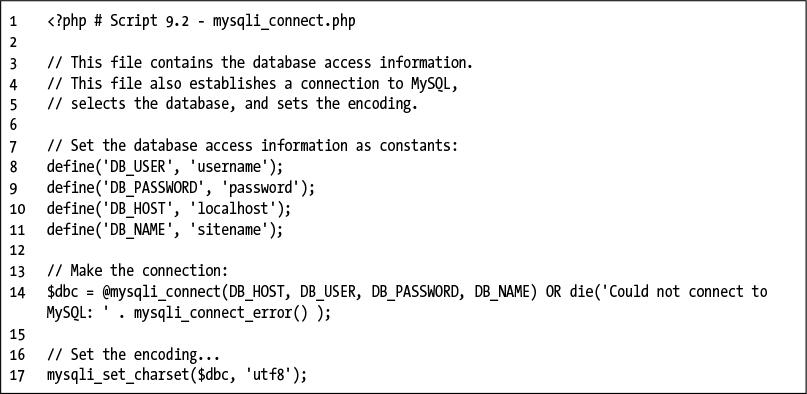 1 <?php # Script 9.2 - mysqli_connect.php
2
3 // This file contains the database access information.
4 // This file also establishes a connection to MySQL,
5 // selects the database, and sets the encoding.
6
7 // Set the database access information as constants:
8 define('DB_USER', 'username');
9 define('DB_PASSWORD', 'password');
10 define('DB_HOST', 'localhost');
11 define('DB_NAME', 'sitename');
12
13 // Make the connection:
14 $dbc = @mysqli_connect(DB_HOST, DB_USER, DB_PASSWORD, DB_NAME) OR die('Could not connect to
MySQL: ' . mysqli_connect_error() );
15
16 // Set the encoding...
17 mysqli_set_charset($dbc, 'utf8');